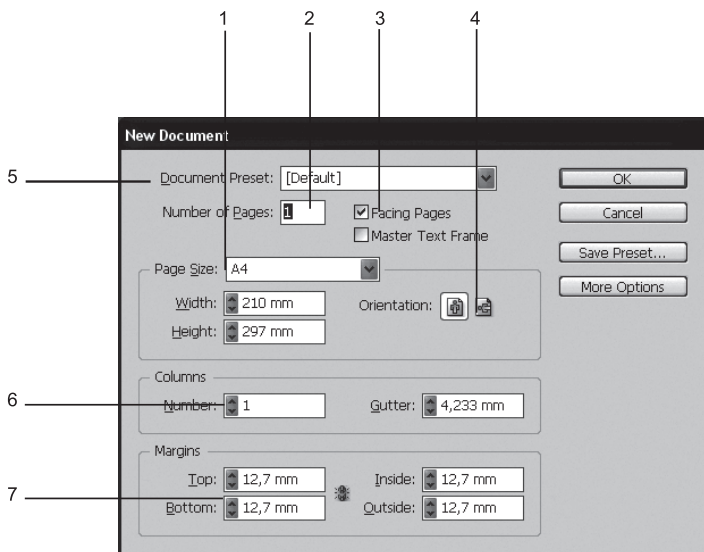 1 2 3 4
New Document
5 Document Preset: [Default] OK
Number of Pages: 1 Facing Pages Cancel
Master Text Frame
Save Preset...
Page Size: A4 More Options
Width: 210 mm Orientation:
Height: 297 mm
Columns
6 Number: 1 Gutter: 4,233 mm
Margins
Top: 12,7 mm Inside: 12,7 mm
7 Bottom: 12,7 mm Outside: 12,7 mm